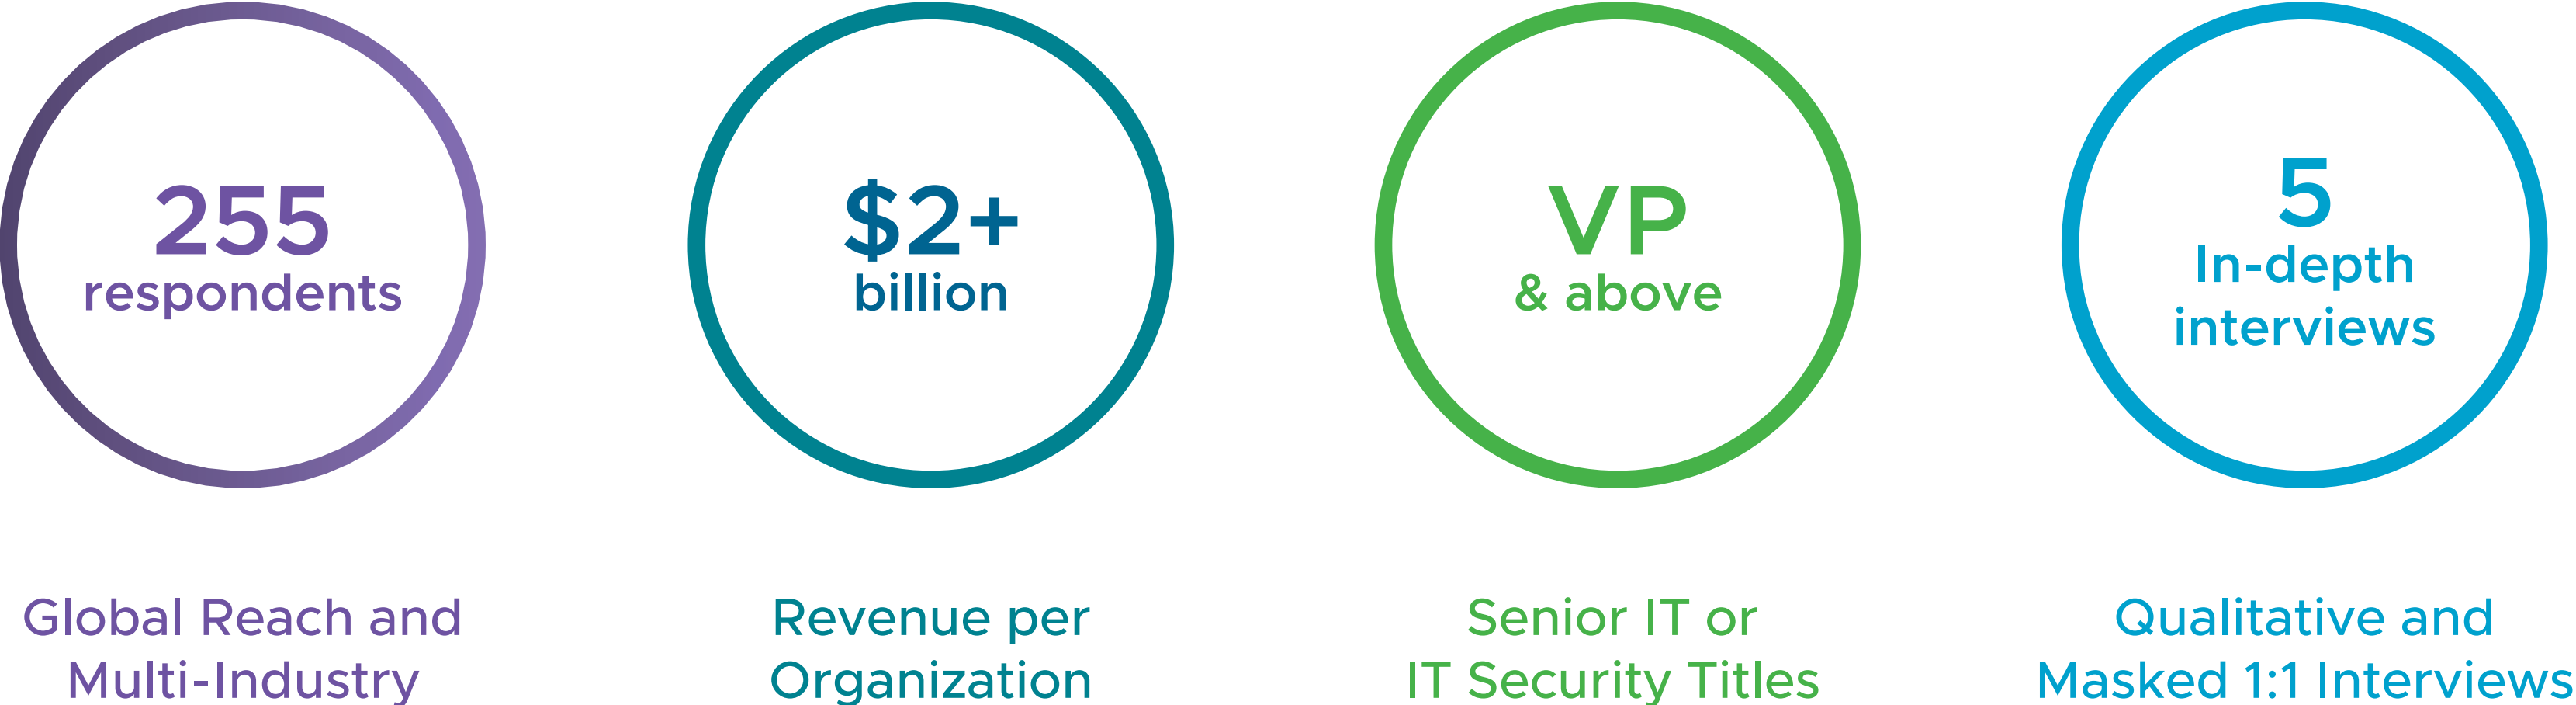 255
respondents
Global Reach and
Multi-Industry
$2+
billion
Revenue per
Organization
VP
& above
Senior IT or
IT Security Titles
5
In-depth
interviews
Qualitative and
Masked 1:1 Interviews